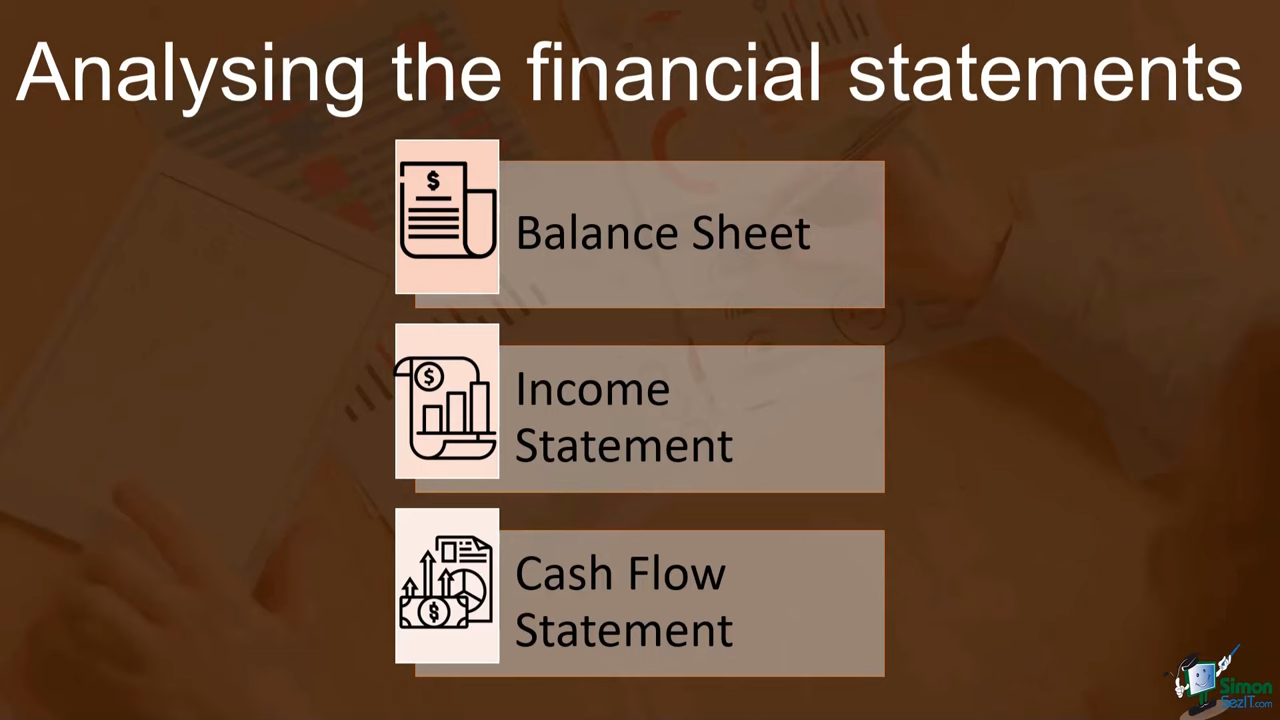 Analysing the financial statements
$
Balance Sheet
$
Income
Statement
$
Cash Flow
Statement
Simon
SezIT.com